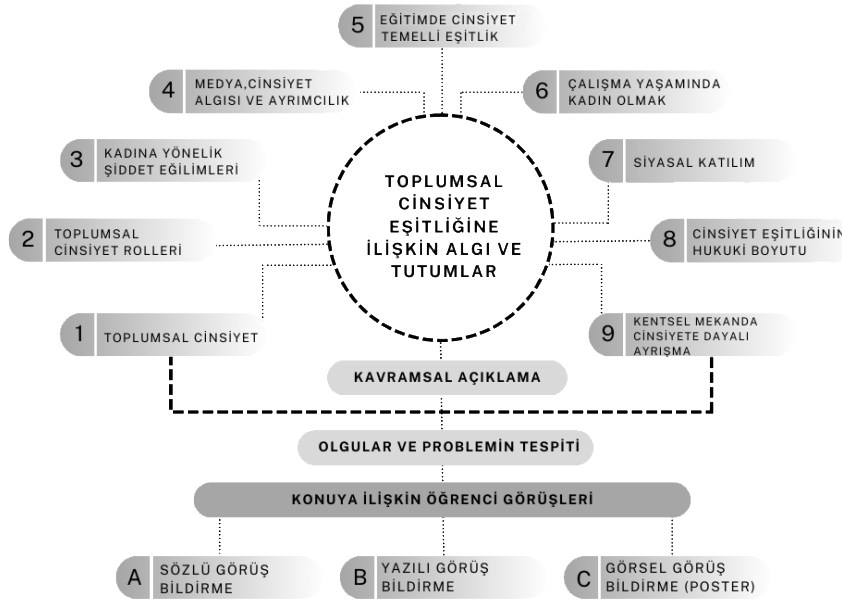 5 EĞİTİMDE CİNSİYET
TEMELLİ EŞİTLİK
4 MEDYA,CİNSİYET
ALGISI VE AYRIMCILIK
6 ÇALIŞMA YAŞAMINDA
KADIN OLMAK
3 KADINA YÖNELİK
ŞİDDET EĞİLİMLERİ
7 SİYASAL KATILIM
TOPLUMSAL
CİNSİYET
EŞİTLİĞİNE
İLİŞKİN ALGI VE
TUTUMLAR
2 TOPLUMSAL
CİNSİYET ROLLERİ
8 CİNSİYET EŞİTLİĞİNİN
HUKUKİ BOYUTU
1 TOPLUMSAL CİNSİYET
9 KENTSEL MEKANDA
CİNSİYETE DAYALI
AYRIŞMA
KAVRAMSAL AÇIKLAMA
OLGULAR VE PROBLEMİN TESPİTİ
KONUYA İLİŞKİN ÖĞRENCİ GÖRÜŞLERİ
A SÖZLÜ GÖRÜŞ
BİLDİRME
B YAZILI GÖRÜŞ
BİLDİRME
C GÖRSEL GÖRÜŞ
BİLDİRME (POSTER)